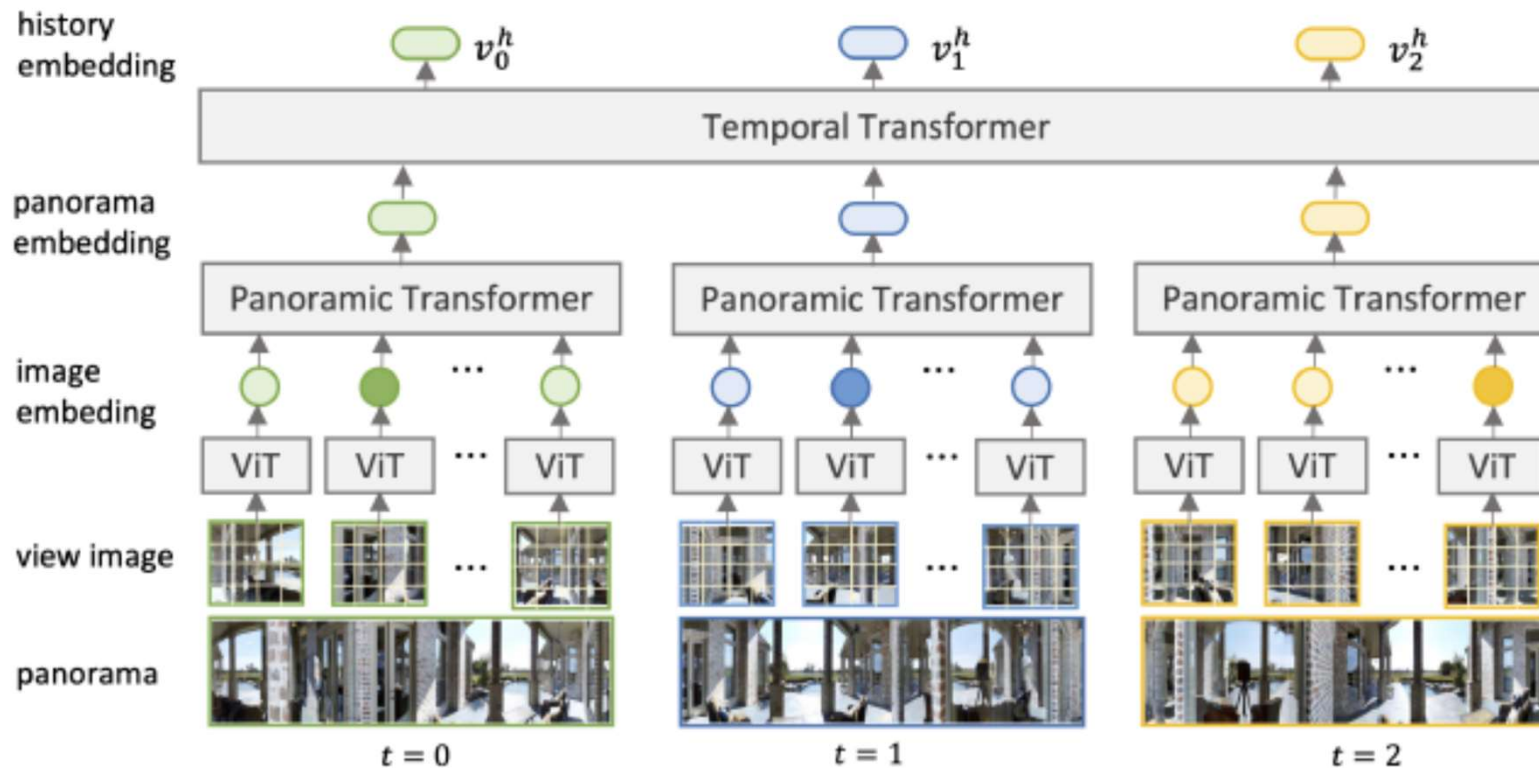 history
embedding
v_0^h
v_1^h
v_2^h
Temporal Transformer
panorama
embedding
Panoramic Transformer
Panoramic Transformer
Panoramic Transformer
image
embeding
...
...
...
ViT
ViT
...
ViT
ViT
ViT
...
ViT
ViT
ViT
...
ViT
view image
...
...
...
panorama
t = 0
t = 1
t = 2